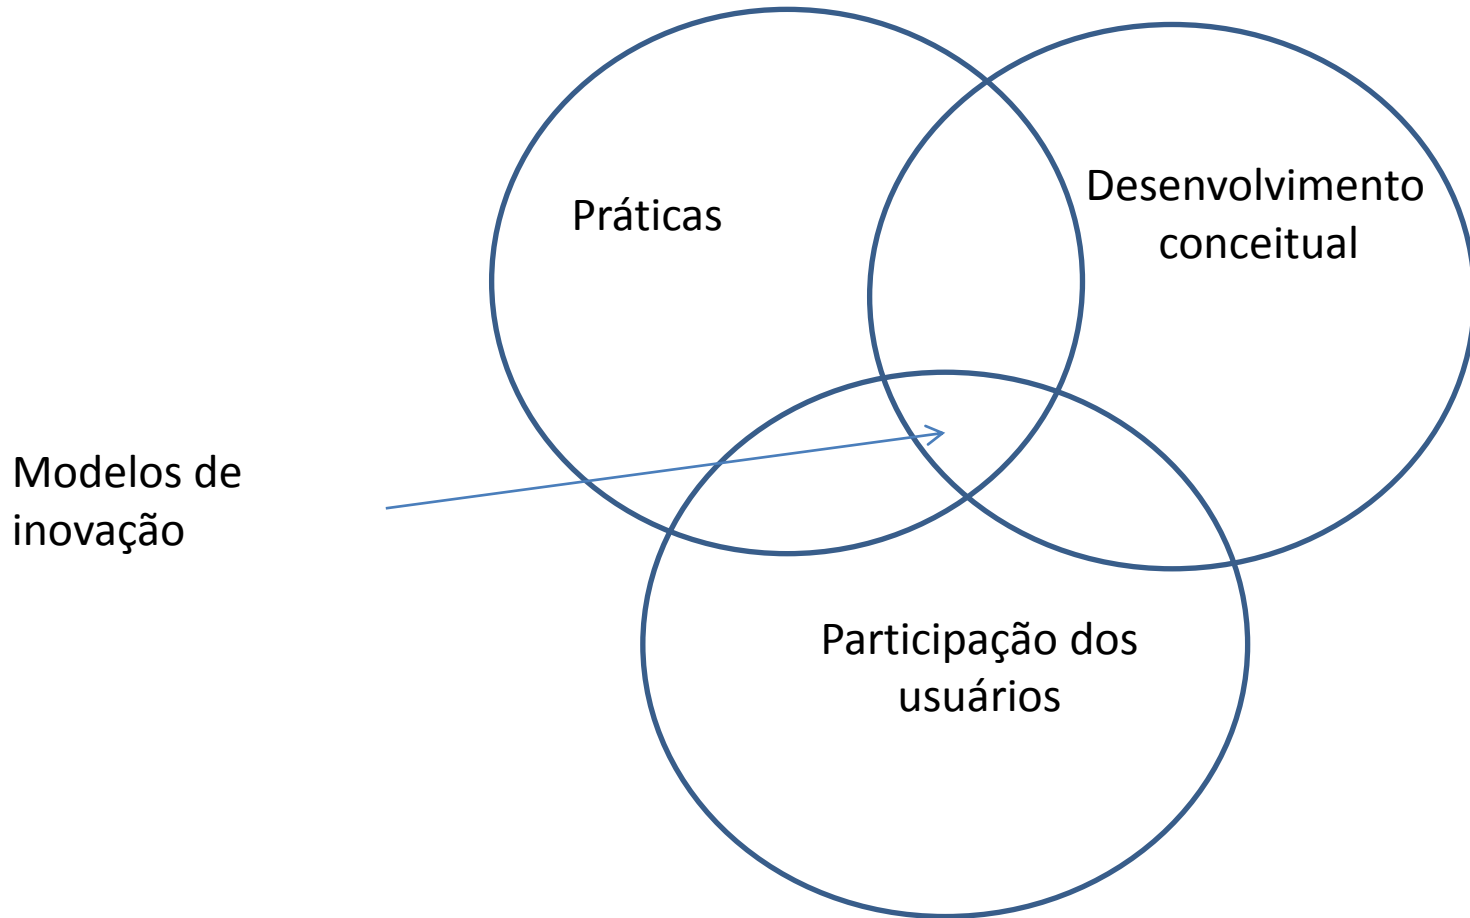 Práticas
Desenvolvimento
conceitual
Modelos de
inovação
Participação dos
usuários